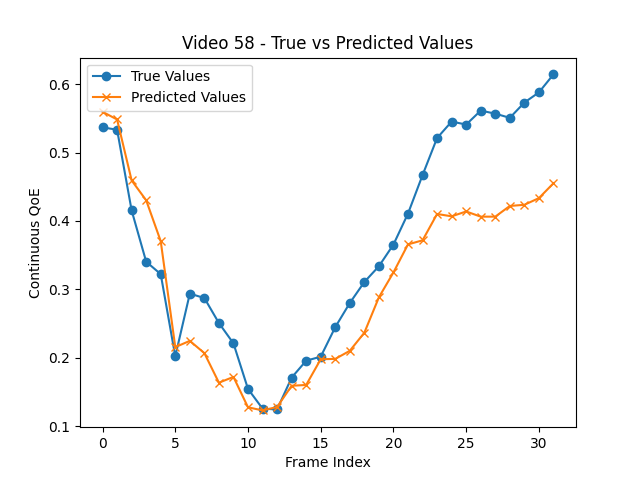 Video 58 - True vs Predicted Values
True Values
Predicted Values
0.6
0.5
0.4
0.3
0.2
0.1
Continuous QoE
0 5 10 15 20 25 30
Frame Index